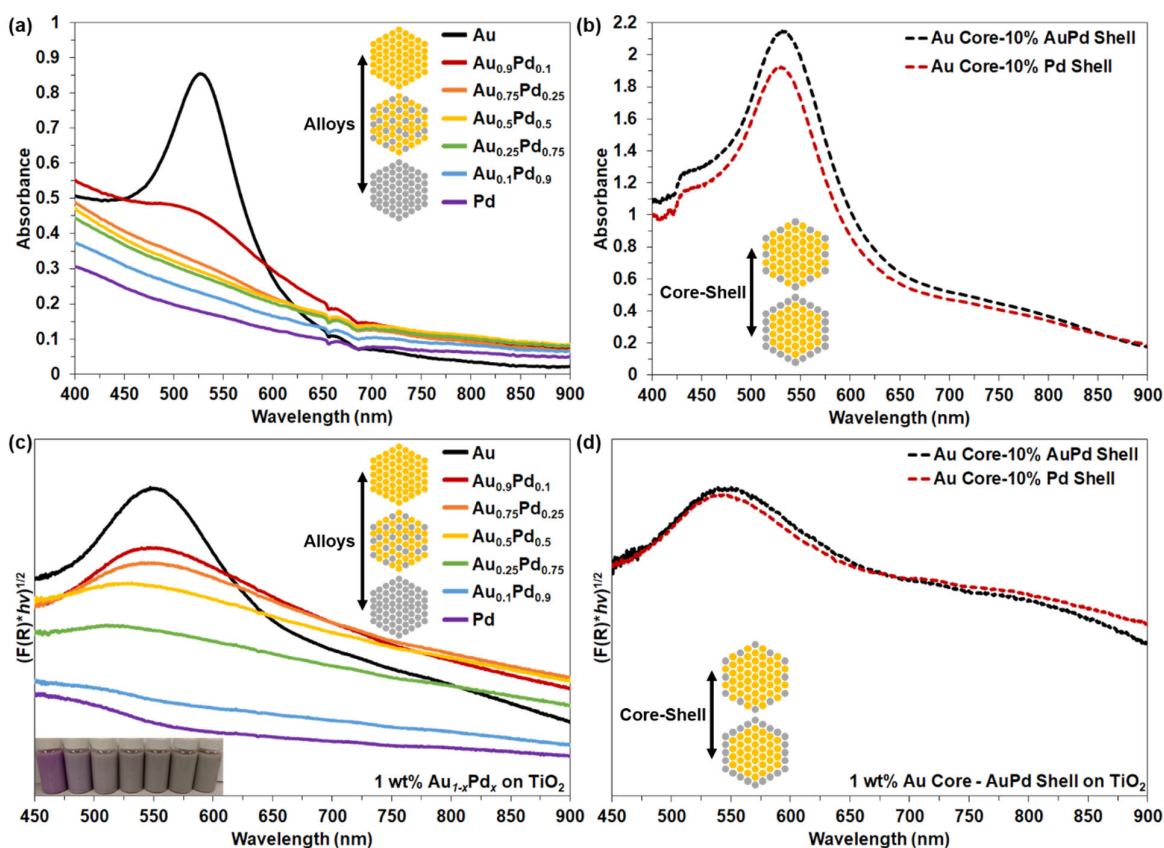 (a)
Absorbance
1
0.9
0.8
0.7
0.6
0.5
0.4
0.3
0.2
0.1
0
400 450 500 550 600 650 700 750 800 850 900
Wavelength (nm)
Alloys
Au
Au0.9Pd0.1
Au0.75Pd0.25
Au0.5Pd0.5
Au0.25Pd0.75
Au0.1Pd0.9
Pd
(b)
Absorbance
2.2
2
1.8
1.6
1.4
1.2
1
0.8
0.6
0.4
0.2
0
400 450 500 550 600 650 700 750 800 850 900
Wavelength (nm)
Au Core-10% AuPd Shell
Au Core-10% Pd Shell
Core-Shell
(c)
(F(R)*hv)1/2
450 500 550 600 650 700 750 800 850 900
Wavelength (nm)
Alloys
Au
Au0.9Pd0.1
Au0.75Pd0.25
Au0.5Pd0.5
Au0.25Pd0.75
Au0.1Pd0.9
Pd
1 wt% Au1-xPdx on TiO2
(d)
(F(R)*hv)1/2
450 500 550 600 650 700 750 800 850 900
Wavelength (nm)
Au Core-10% AuPd Shell
Au Core-10% Pd Shell
Core-Shell
1 wt% Au Core - AuPd Shell on TiO2